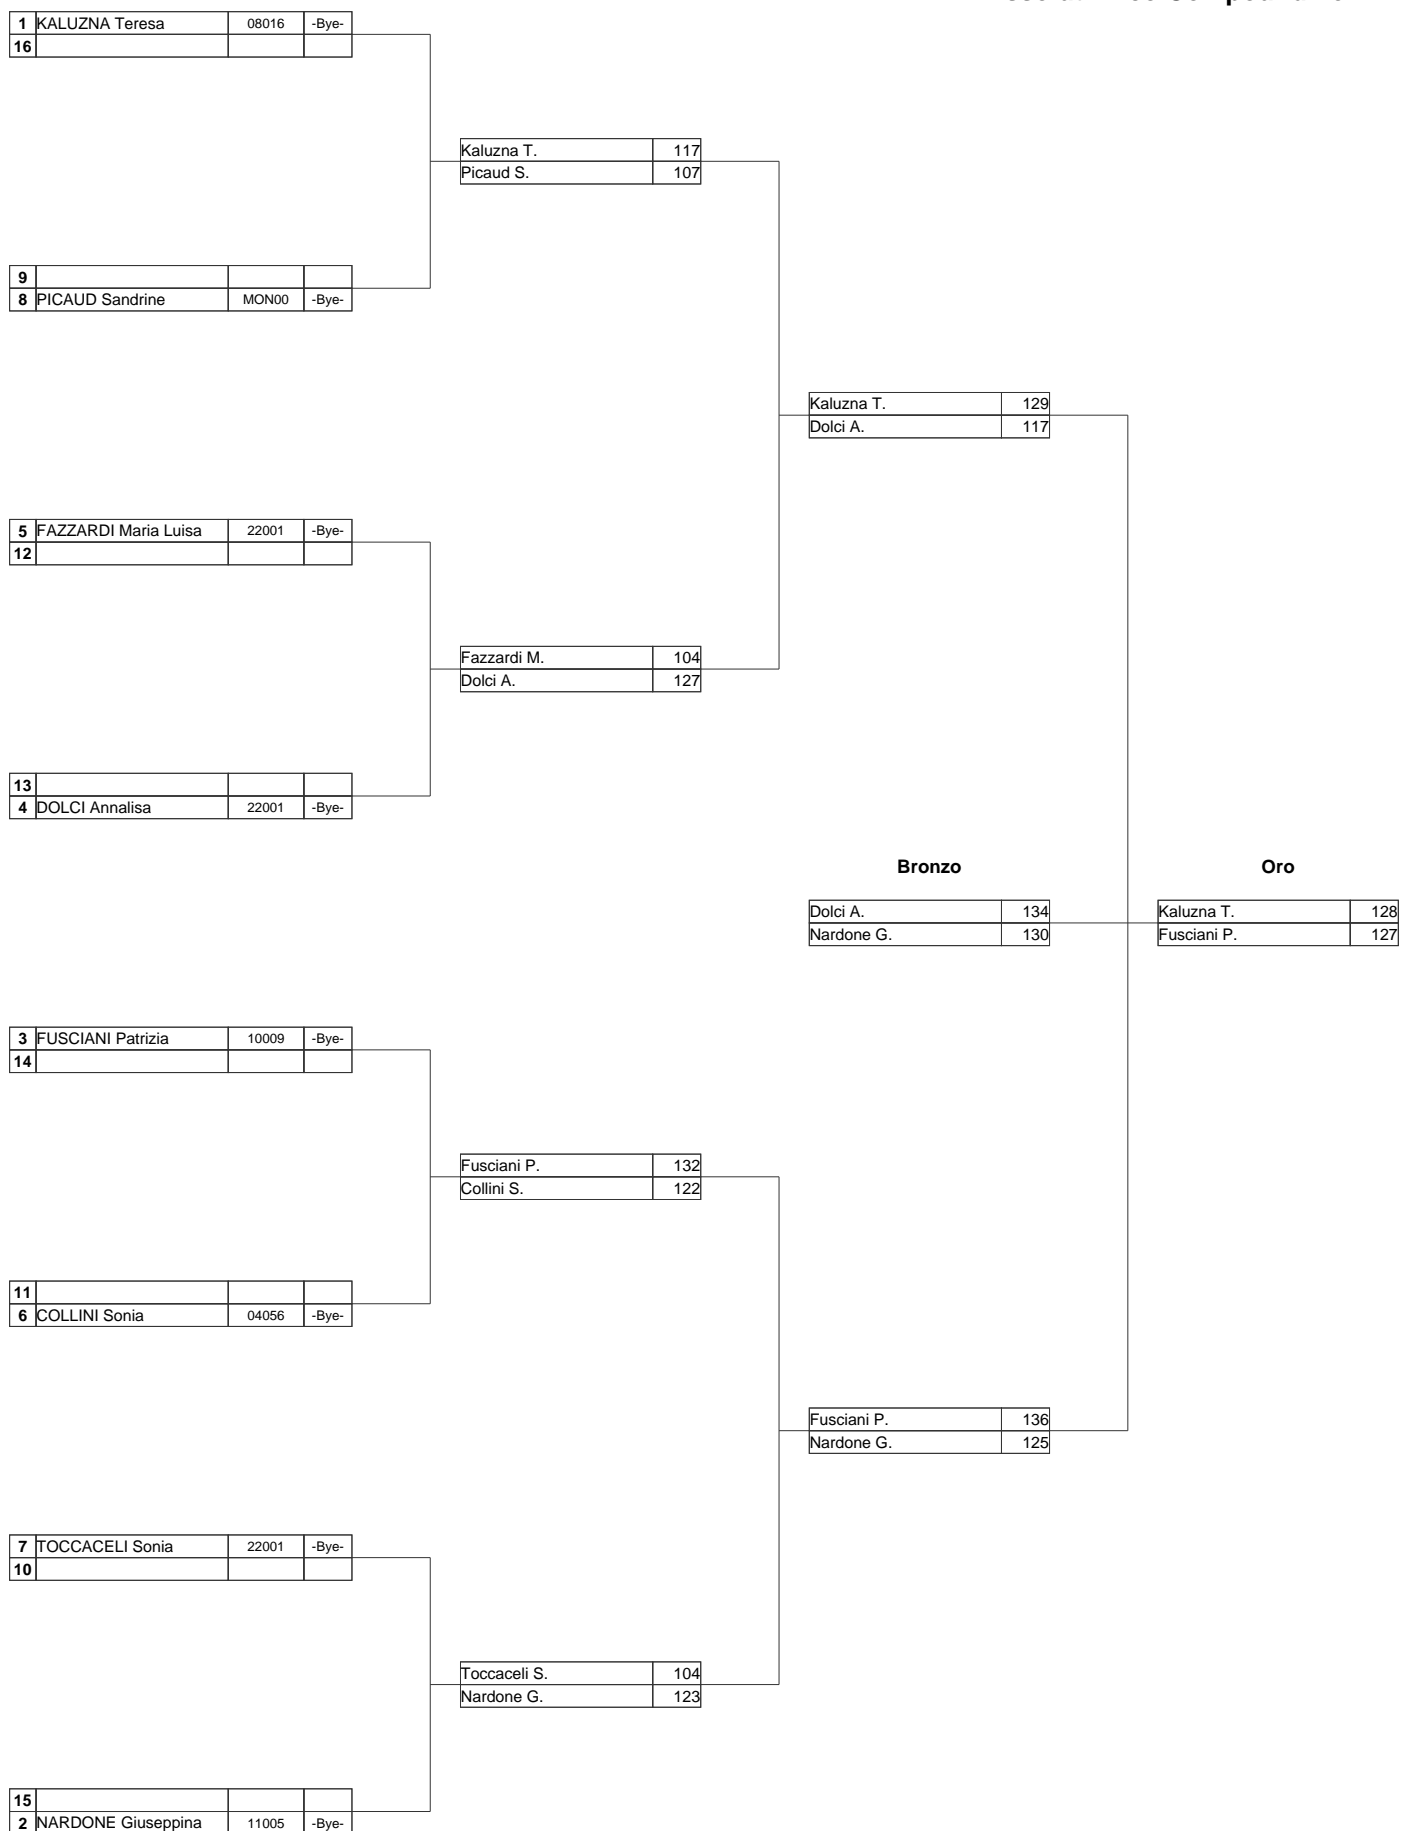 1 KALUZNA Teresa 08016 -Bye-
16
Kaluzna T. 117
Picaud S. 107
9
8 PICAUD Sandrine MON00 -Bye-
Kaluzna T. 129
Dolci A. 117
5 FAZZARDI Maria Luisa 22001 -Bye-
12
Fazzardi M. 104
Dolci A. 127
13
4 DOLCI Annalisa 22001 -Bye-
Bronzo Oro
Dolci A. 134 Kaluzna T. 128
Nardone G. 130 Fusciani P. 127
3 FUSCIANI Patrizia 10009 -Bye-
14
Fusciani P. 132
Collini S. 122
11
6 COLLINI Sonia 04056 -Bye-
Fusciani P. 136
Nardone G. 125
7 TOCCACELI Sonia 22001 -Bye-
10
Toccaceli S. 104
Nardone G. 123
15
2 NARDONE Giuseppina 11005 -Bye-